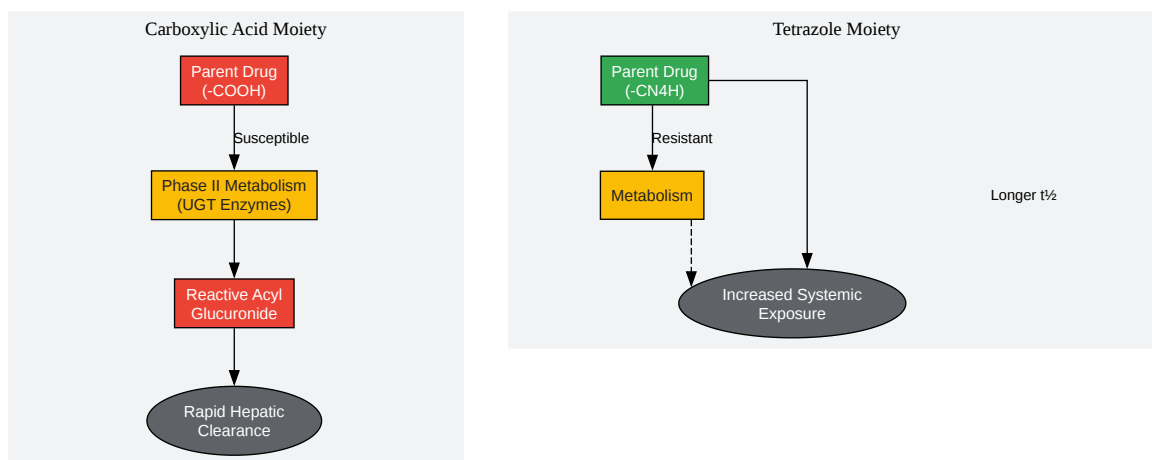 Carboxylic Acid Moiety
Parent Drug
(-COOH)
Susceptible
Phase II Metabolism
(UGT Enzymes)
Reactive Acyl
Glucuronide
Rapid Hepatic
Clearance
Tetrazole Moiety
Parent Drug
(-CN4H)
Resistant
Metabolism
Longer t½
Increased Systemic
Exposure